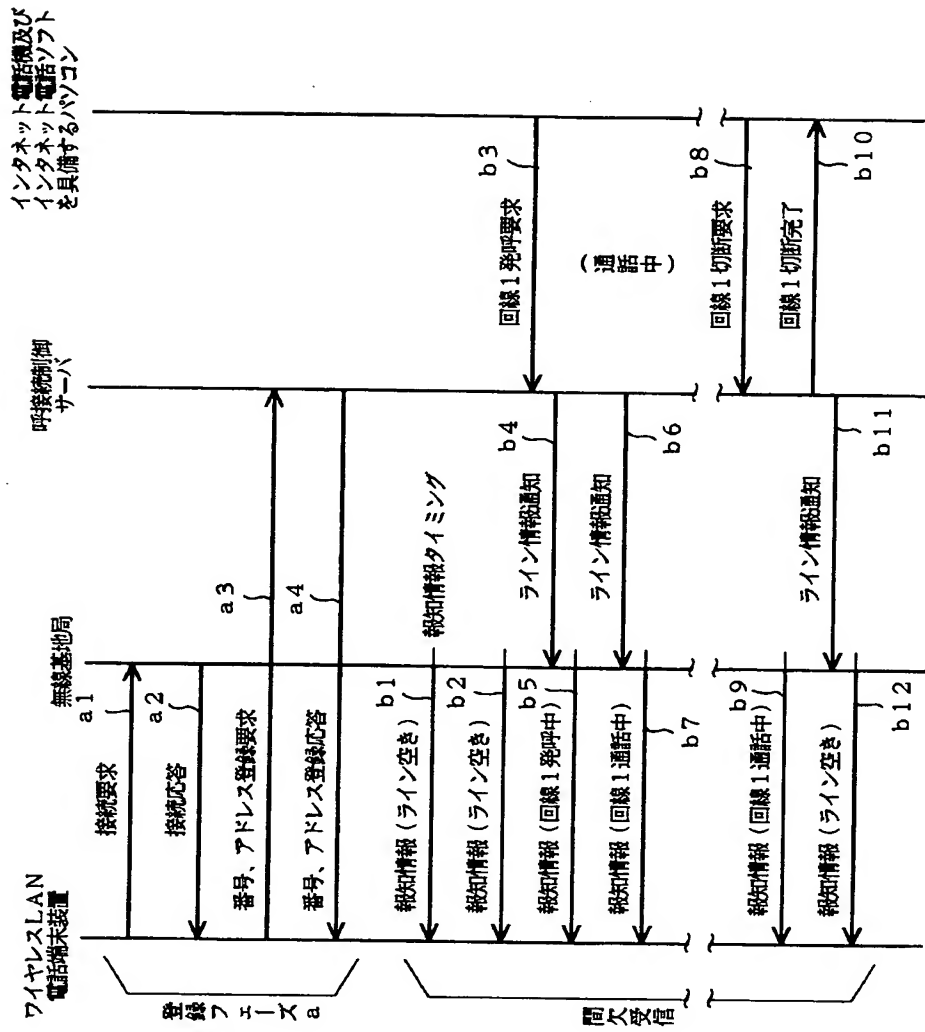 ワイヤレスLAN
電話端末装置
無線基地局
呼接続制御
サーバ
インタネット電話機及び
インタネット電話ソフト
を具備するパソコン
登録フェーズa
接続要求
a1
接続応答
a2
番号、アドレス登録要求
a3
番号、アドレス登録応答
a4
間欠受信
報知情報タイミング
報知情報(ライン空き)
b1
報知情報(ライン空き)
b2
回線1発呼要求
b3
ライン情報通知
b4
報知情報(回線1発呼中)
b5
ライン情報通知
b6
報知情報(回線1通話中)
b7
(通話中)
回線1切断要求
b8
報知情報(回線1通話中)
b9
回線1切断完了
b10
ライン情報通知
b11
報知情報(ライン空き)
b12